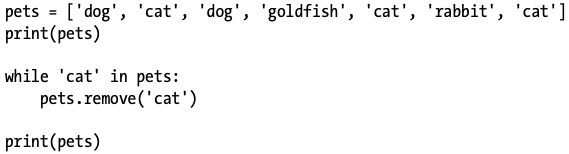 pets = ['dog', 'cat', 'dog', 'goldfish', 'cat', 'rabbit', 'cat']
print(pets)

while 'cat' in pets:
    pets.remove('cat')

print(pets)